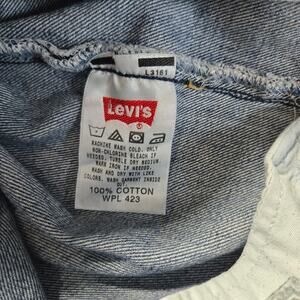 L3161
Levi's
®
MACHINE WASH COLD. ONLY
NON-CHLORINE BLEACH IF
NEEDED. TUMBLE DRY MEDIUM.
WARM IRON IF NEEDED.
WASH AND DRY WITH LIKE
COLORS. WASH GARMENT INSIDE
OUT
100% COTTON
WPL 423